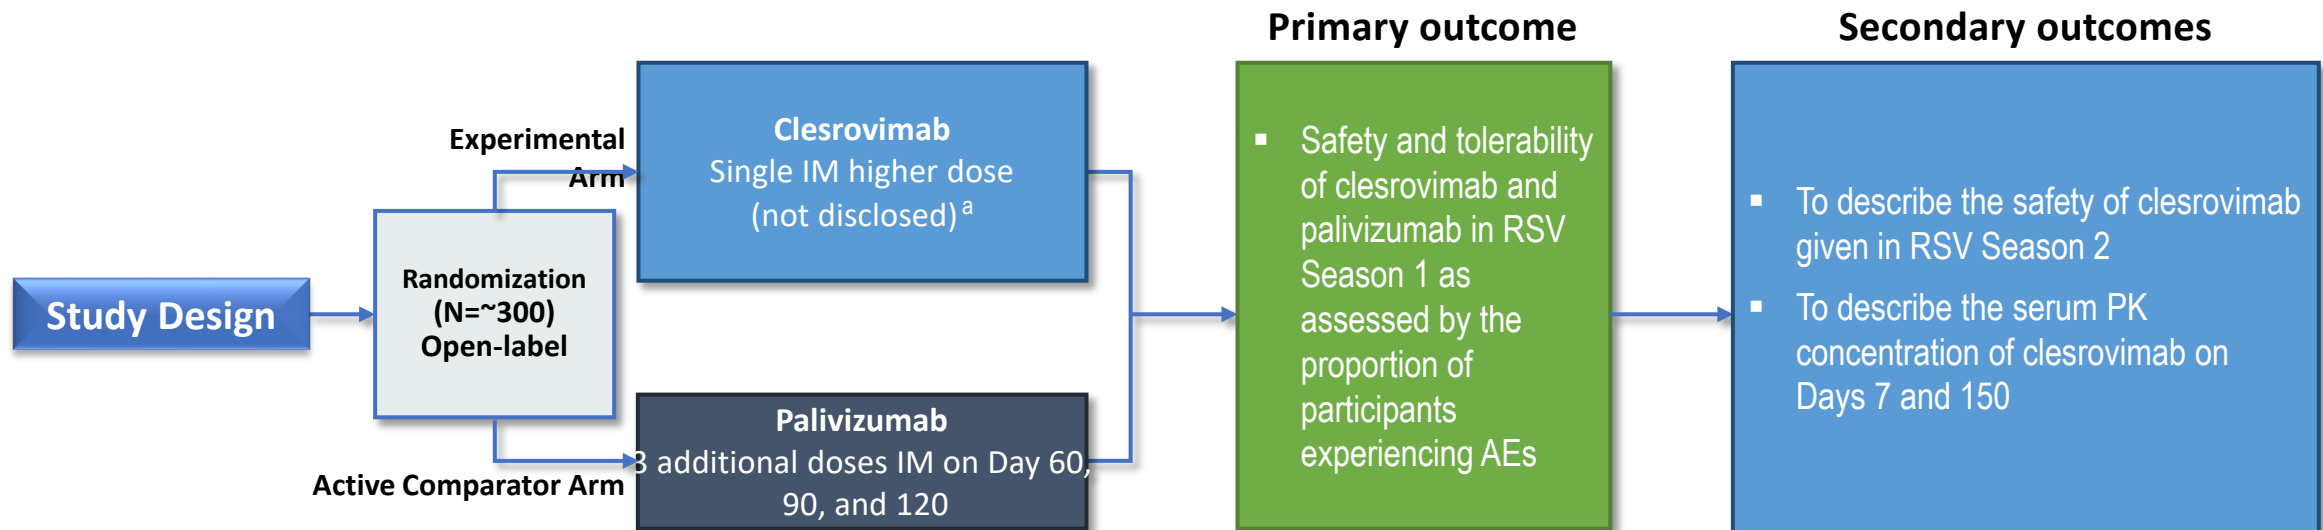 Study Design
Randomization
(N=~300)
Open-label
Experimental
Arm
Clesrovimab
Single IM higher dose
(not disclosed) a
Active Comparator Arm
Palivizumab
3 additional doses IM on Day 60,
90, and 120
Primary outcome
▪ Safety and tolerability
of clesrovimab and
palivizumab in RSV
Season 1 as
assessed by the
proportion of
participants
experiencing AEs
Secondary outcomes
▪ To describe the safety of clesrovimab
given in RSV Season 2
▪ To describe the serum PK
concentration of clesrovimab on
Days 7 and 150